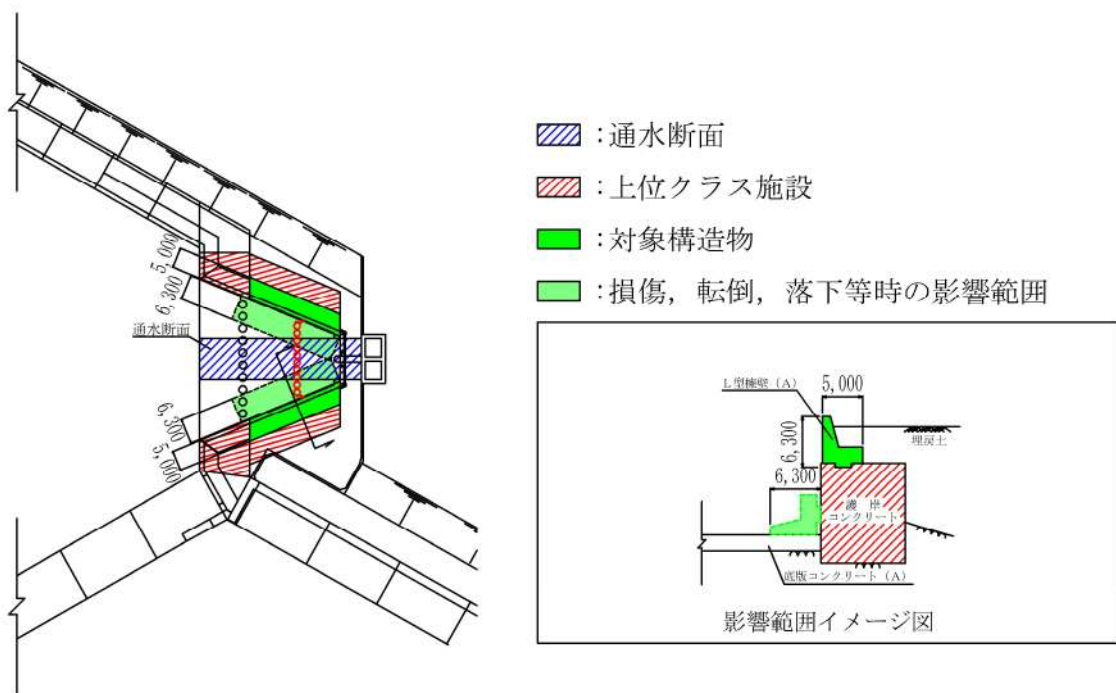 5,000
6,300
通水断面
6,300
5,000
:通水断面
:上位クラス施設
:対象構造物
:損傷，転倒，落下等時の影響範囲
L型擁壁（A）
5,000
6,300
埋戻土
6,300
護 岸
コンクリート
底版コンクリート（A）
影響範囲イメージ図